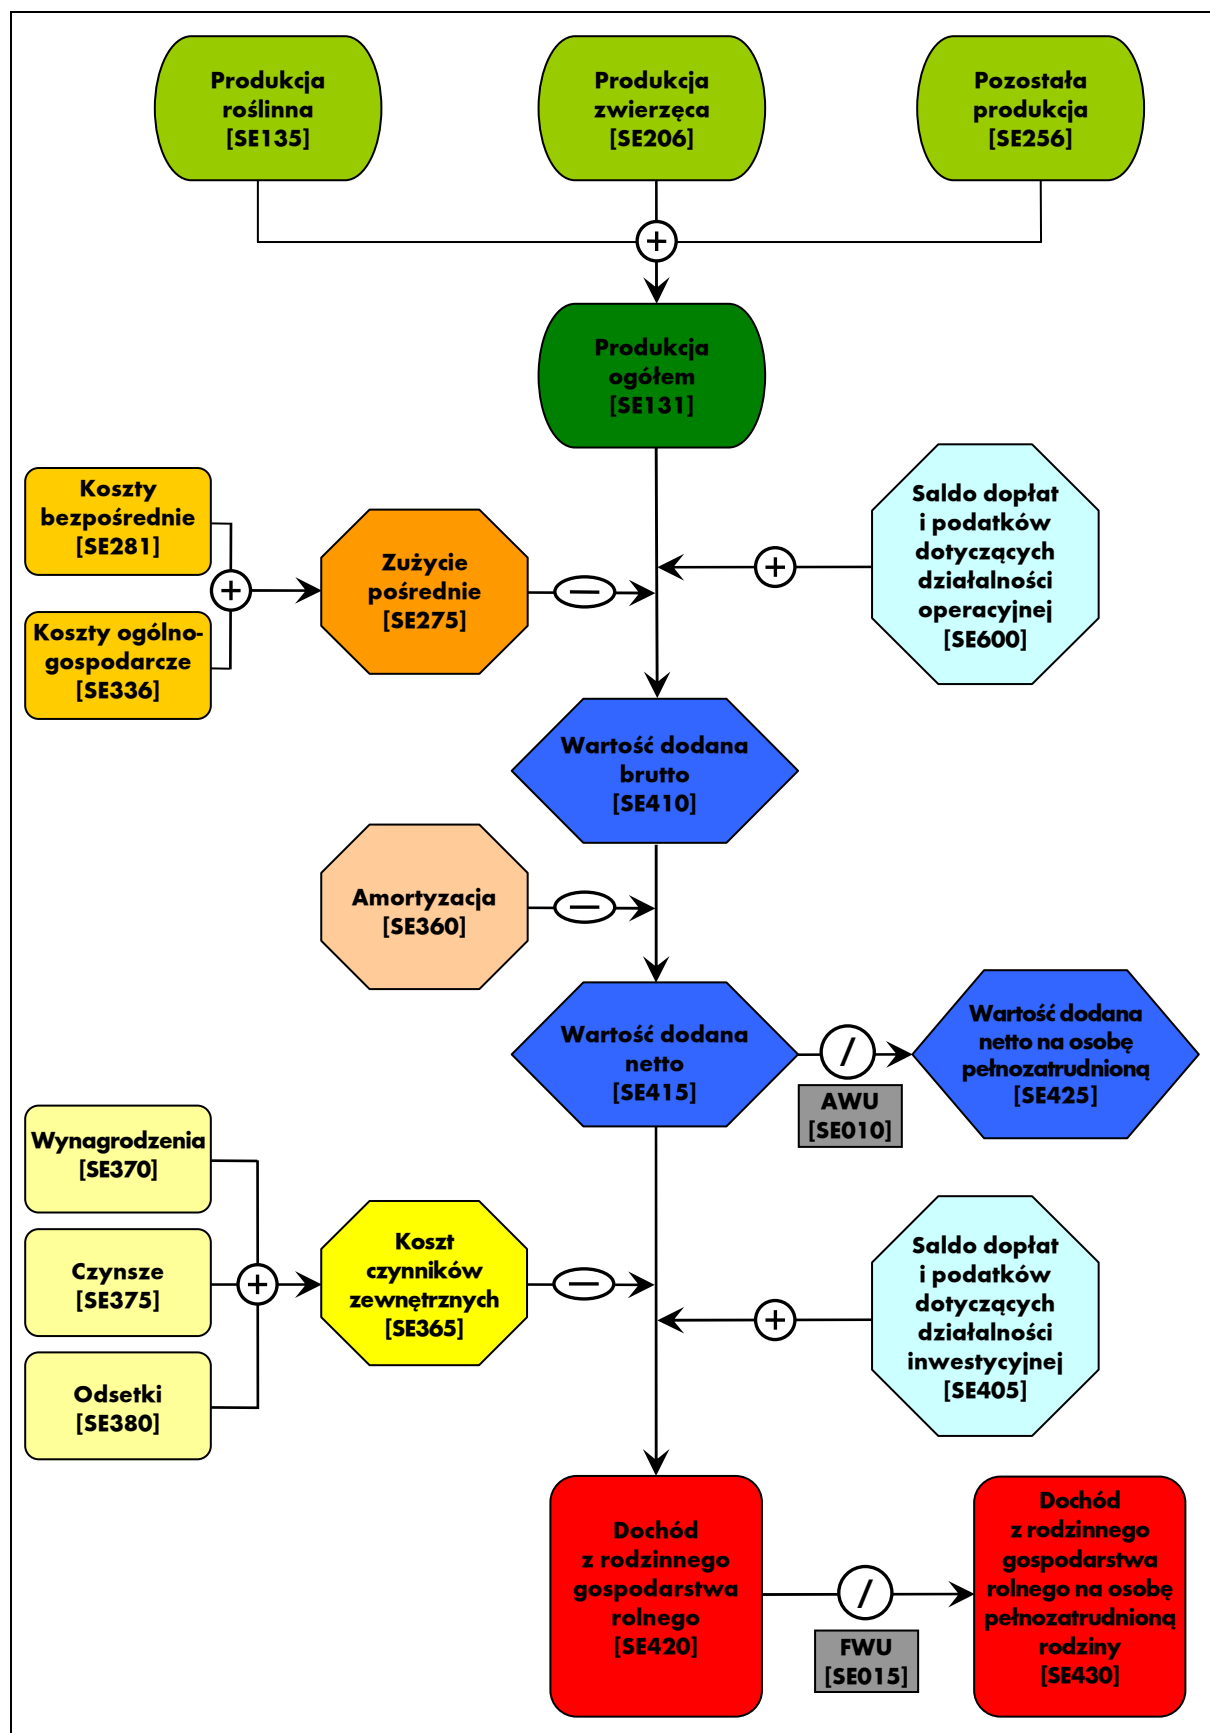 Produkcja
roślinna
[SE135]
Produkcja
zwierzęca
[SE206]
Pozostała
produkcja
[SE256]
+
Produkcja
ogółem
[SE131]
Koszty
bezpośrednie
[SE281]
Koszty ogólno-
gospodarcze
[SE336]
+
Zużycie
pośrednie
[SE275]
—
+
Saldo dopłat
i podatków
dotyczących
działalności
operacyjnej
[SE600]
Wartość dodana
brutto
[SE410]
Amortyzacja
[SE360]
—
Wartość dodana
netto
[SE415]
/
AWU
[SE010]
Wartość dodana
netto na osobę
pełnozatrudnioną
[SE425]
Wynagrodzenia
[SE370]
Czynsze
[SE375]
Odsetki
[SE380]
+
Koszt
czynników
zewnętrznych
[SE365]
—
+
Saldo dopłat
i podatków
dotyczących
działalności
inwestycyjnej
[SE405]
Dochód
z rodzinnego
gospodarstwa
rolnego
[SE420]
/
FWU
[SE015]
Dochód
z rodzinnego
gospodarstwa
rolnego na osobę
pełnozatrudnioną
rodziny
[SE430]